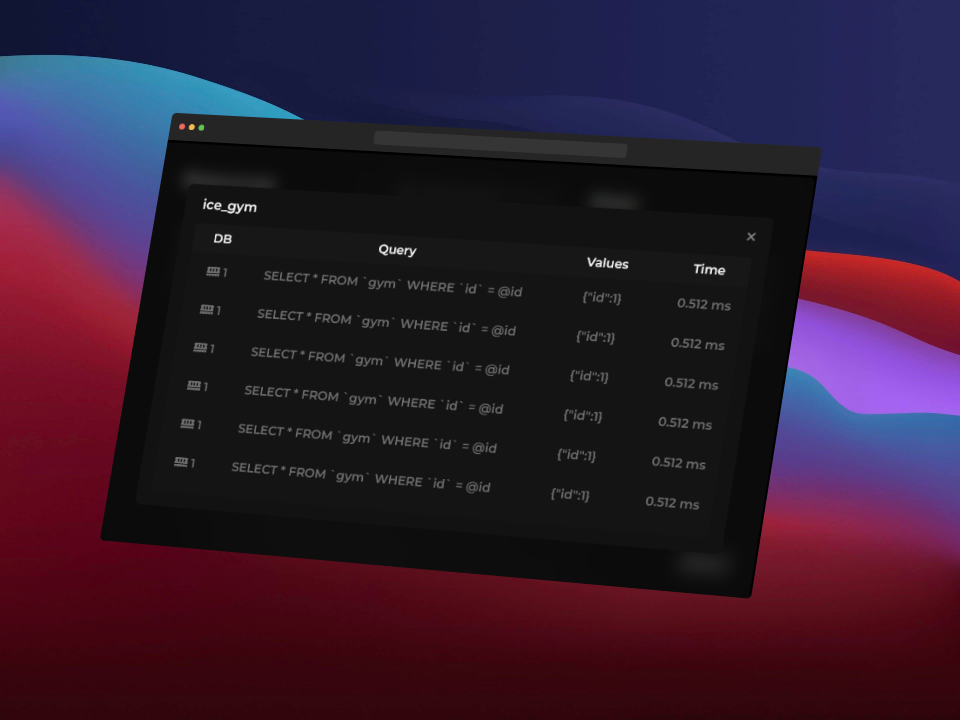 ice_gym
×
DB Query Values Time
1 SELECT * FROM `gym` WHERE `id` = @id {"id":1} 0.512 ms
1 SELECT * FROM `gym` WHERE `id` = @id {"id":1} 0.512 ms
1 SELECT * FROM `gym` WHERE `id` = @id {"id":1} 0.512 ms
1 SELECT * FROM `gym` WHERE `id` = @id {"id":1} 0.512 ms
1 SELECT * FROM `gym` WHERE `id` = @id {"id":1} 0.512 ms
1 SELECT * FROM `gym` WHERE `id` = @id {"id":1} 0.512 ms